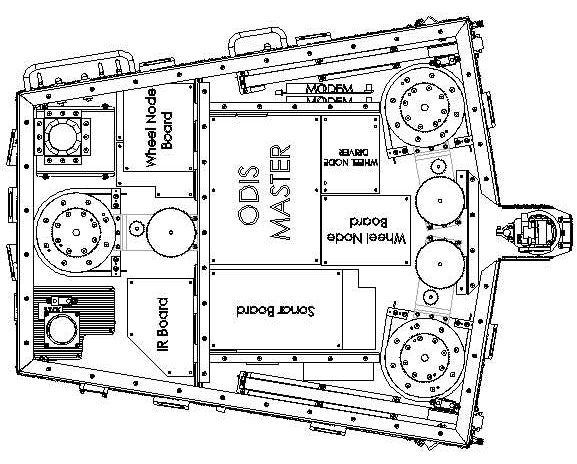 MODEM
MODEM
Wheel Node
Board
ODIS
MASTER
WHEEL NODE
DRIVER
Wheel Node
Board
Sonar Board
IR Board